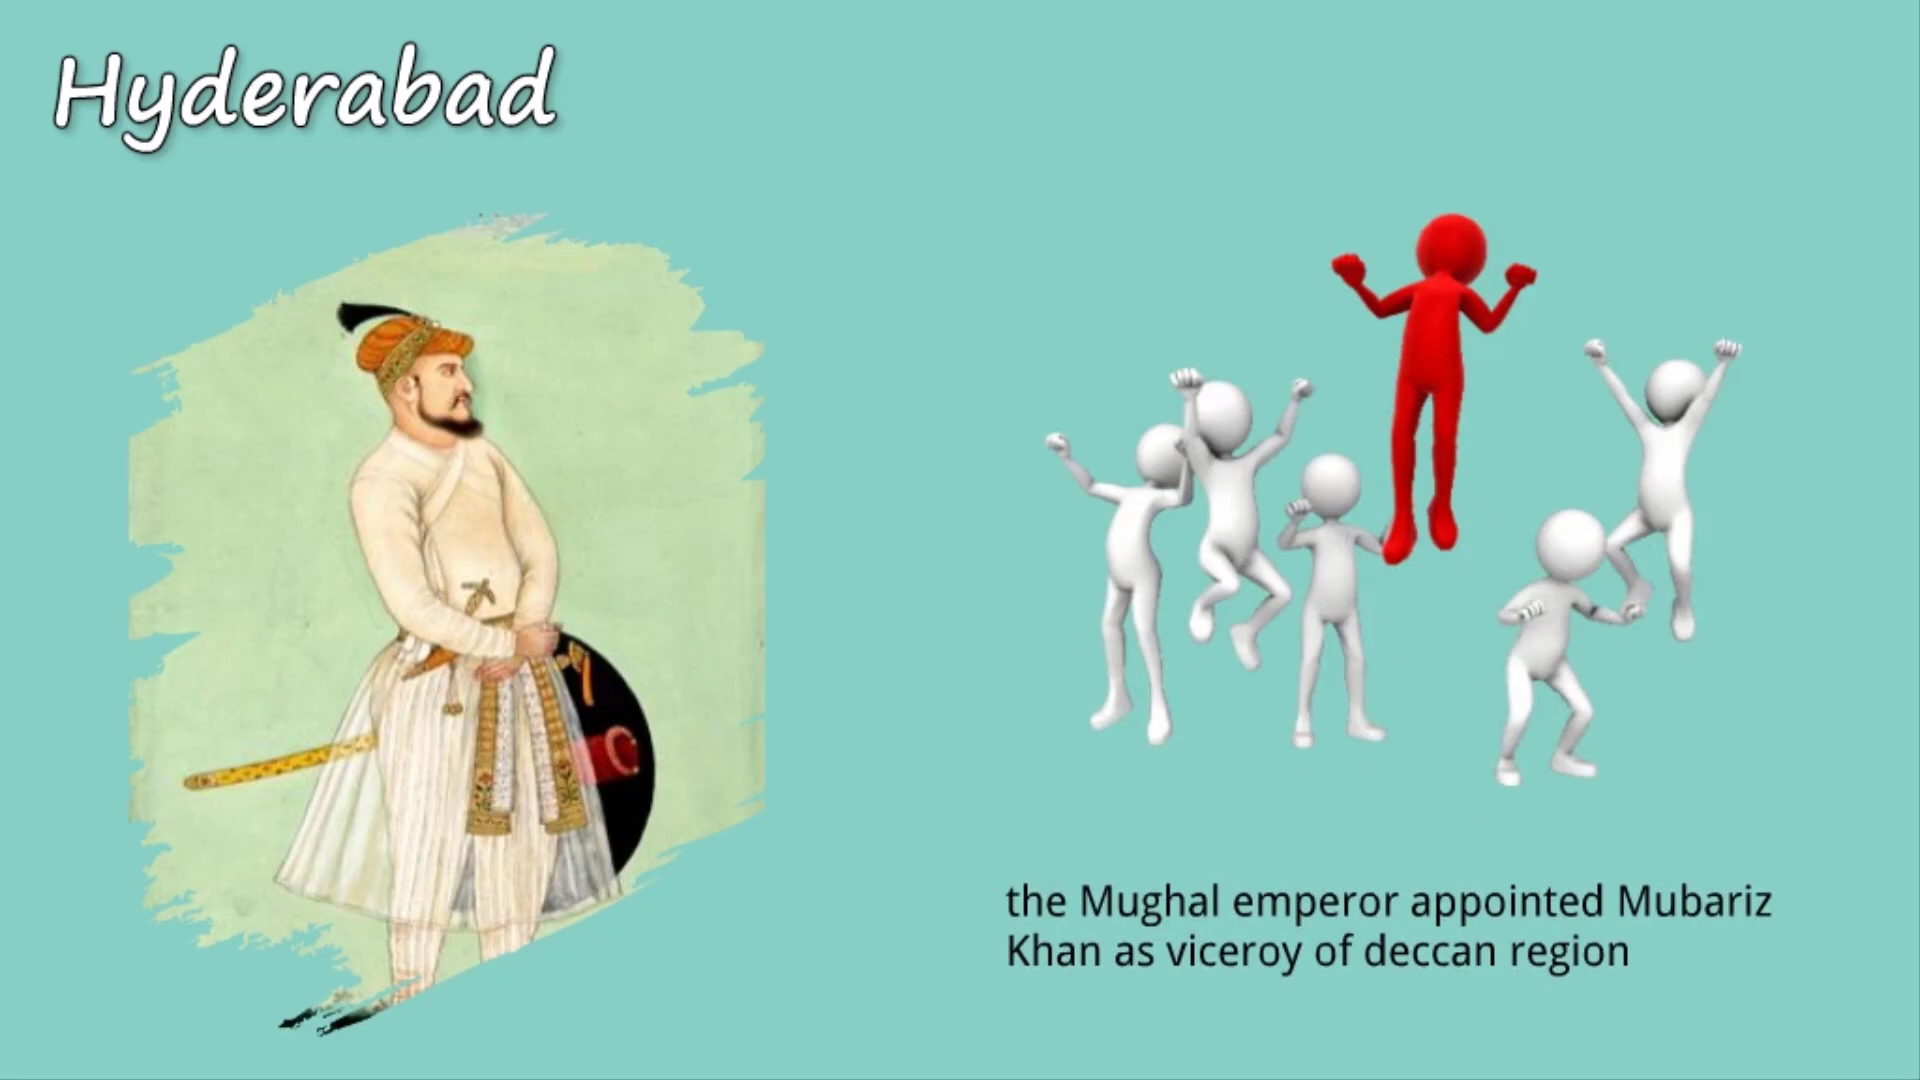 Hyderabad
the Mughal emperor appointed Mubariz
Khan as viceroy of deccan region